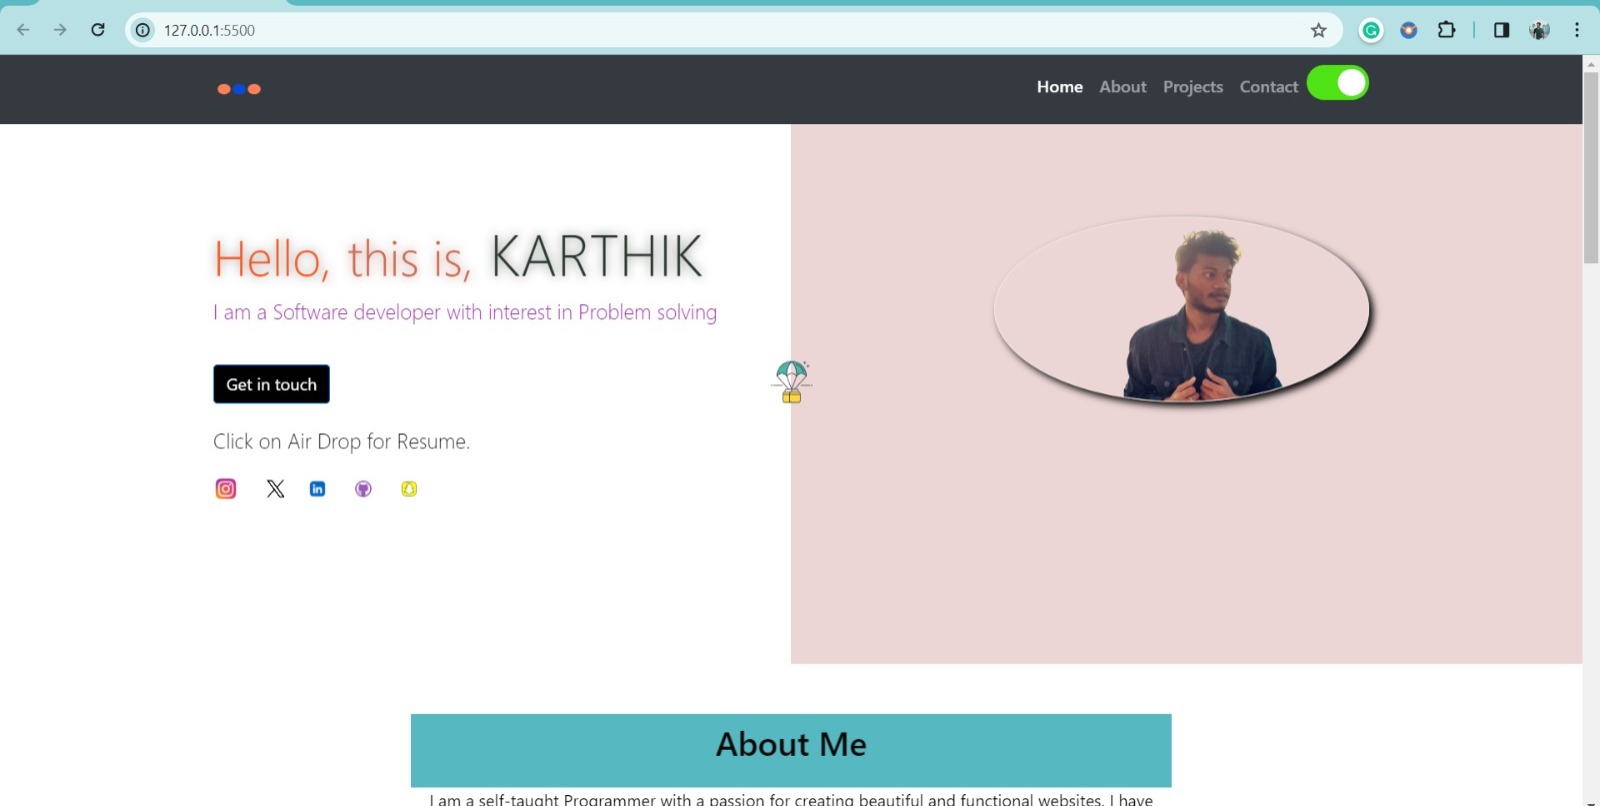 127.0.0.1:5500
Home About Projects Contact
Hello, this is, KARTHIK
I am a Software developer with interest in Problem solving
Get in touch
Click on Air Drop for Resume.
in
About Me
I am a self-taught Programmer with a passion for creating beautiful and functional websites. I have